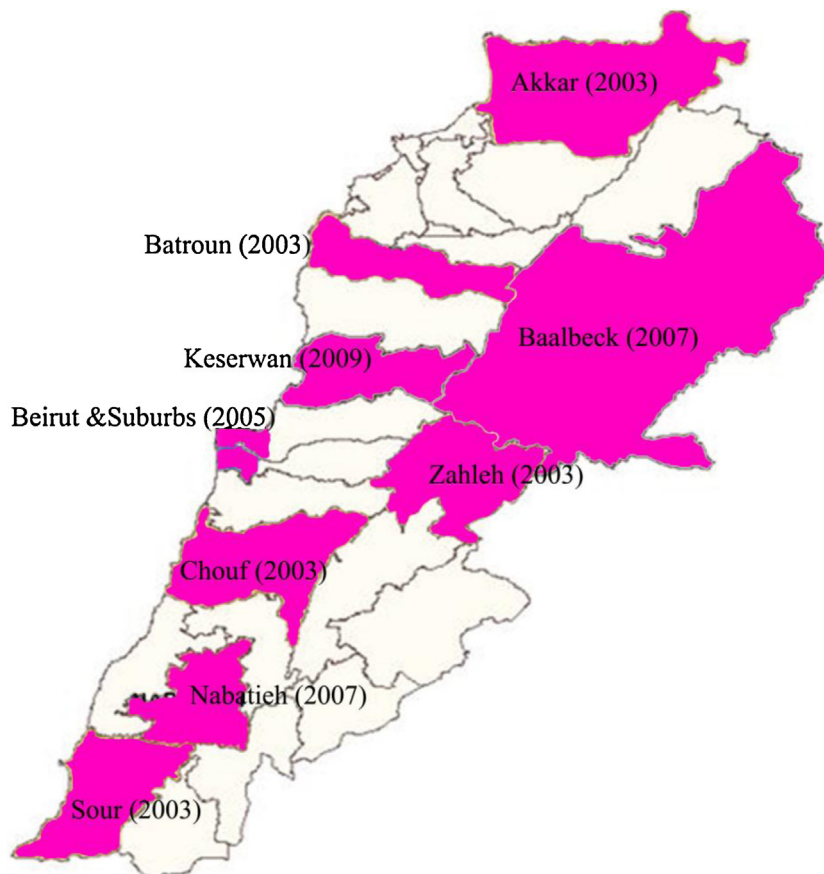 Akkar (2003)
Batroun (2003)
Baalbeck (2007)
Keserwan (2009)
Beirut &Suburbs (2005)
Zahleh (2003)
Chouf (2003)
Nabatieh (2007)
Sour (2003)